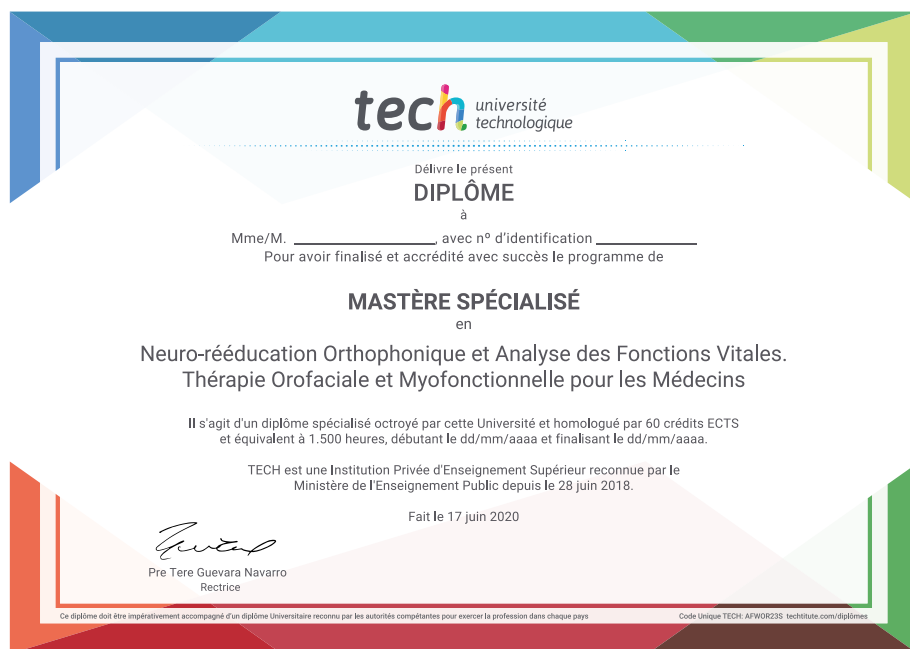 tech université
technologique
Délivre le présent
DIPLÔME
à
Mme/M. ____________________, avec nº d'identification ______________
Pour avoir finalisé et accrédité avec succès le programme de
MASTÈRE SPÉCIALISÉ
en
Neuro-rééducation Orthophonique et Analyse des Fonctions Vitales.
Thérapie Orofaciale et Myofonctionnelle pour les Médecins
Il s'agit d'un diplôme spécialisé octroyé par cette Université et homologué par 60 crédits ECTS
et équivalent à 1.500 heures, débutant le dd/mm/aaaa et finalisant le dd/mm/aaaa.
TECH est une Institution Privée d'Enseignement Supérieur reconnue par le
Ministère de l'Enseignement Public depuis le 28 juin 2018.
Fait le 17 juin 2020
Pre Tere Guevara Navarro
Rectrice
Ce diplôme doit être impérativement accompagné d'un diplôme Universitaire reconnu par les autorités compétantes pour exercer la profession dans chaque pays
Code Unique TECH: AFWOR23S techtitute.com/diplômes